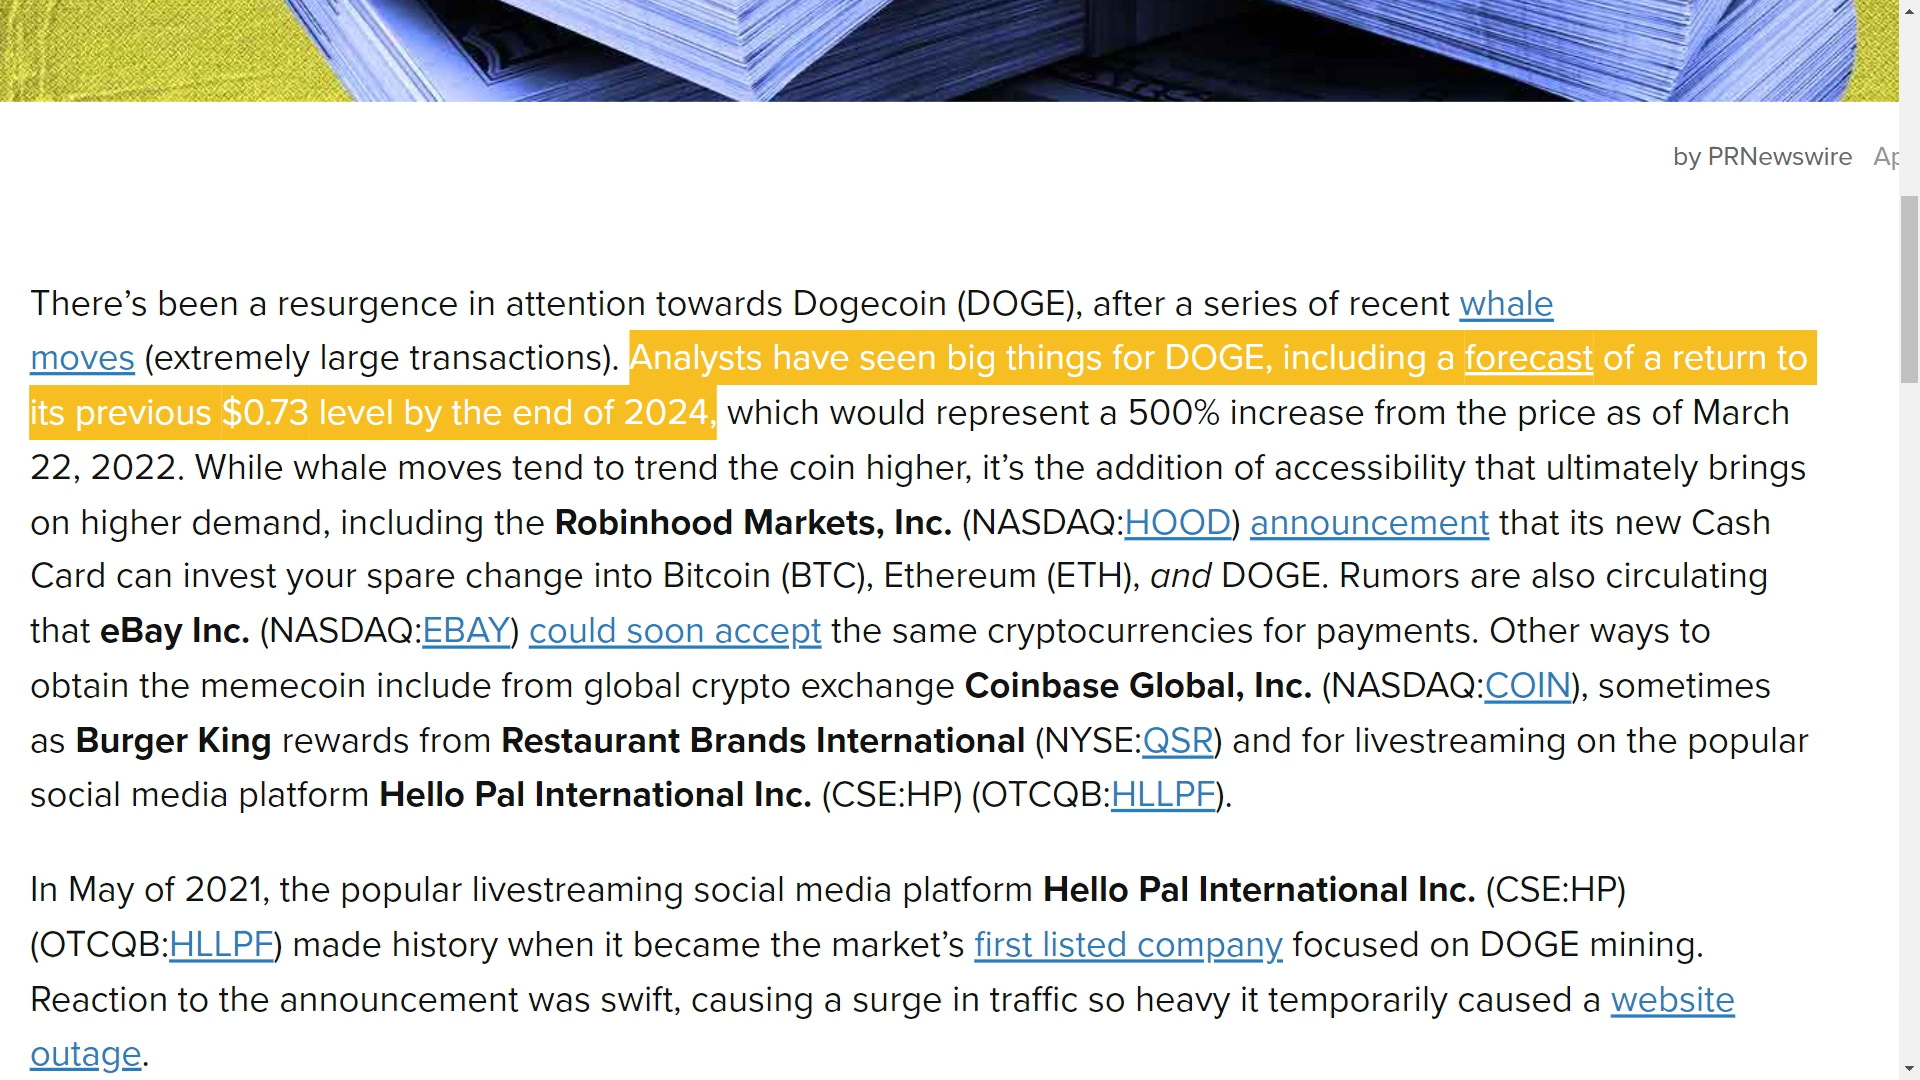 by PRNewswire Ap
There’s been a resurgence in attention towards Dogecoin (DOGE), after a series of recent whale
moves (extremely large transactions). Analysts have seen big things for DOGE, including a forecast of a return to
its previous $0.73 level by the end of 2024, which would represent a 500% increase from the price as of March
22, 2022. While whale moves tend to trend the coin higher, it’s the addition of accessibility that ultimately brings
on higher demand, including the Robinhood Markets, Inc. (NASDAQ:HOOD) announcement that its new Cash
Card can invest your spare change into Bitcoin (BTC), Ethereum (ETH), and DOGE. Rumors are also circulating
that eBay Inc. (NASDAQ:EBAY) could soon accept the same cryptocurrencies for payments. Other ways to
obtain the memecoin include from global crypto exchange Coinbase Global, Inc. (NASDAQ:COIN), sometimes
as Burger King rewards from Restaurant Brands International (NYSE:QSR) and for livestreaming on the popular
social media platform Hello Pal International Inc. (CSE:HP) (OTCQB:HLLPF).
In May of 2021, the popular livestreaming social media platform Hello Pal International Inc. (CSE:HP)
(OTCQB:HLLPF) made history when it became the market’s first listed company focused on DOGE mining.
Reaction to the announcement was swift, causing a surge in traffic so heavy it temporarily caused a website
outage.